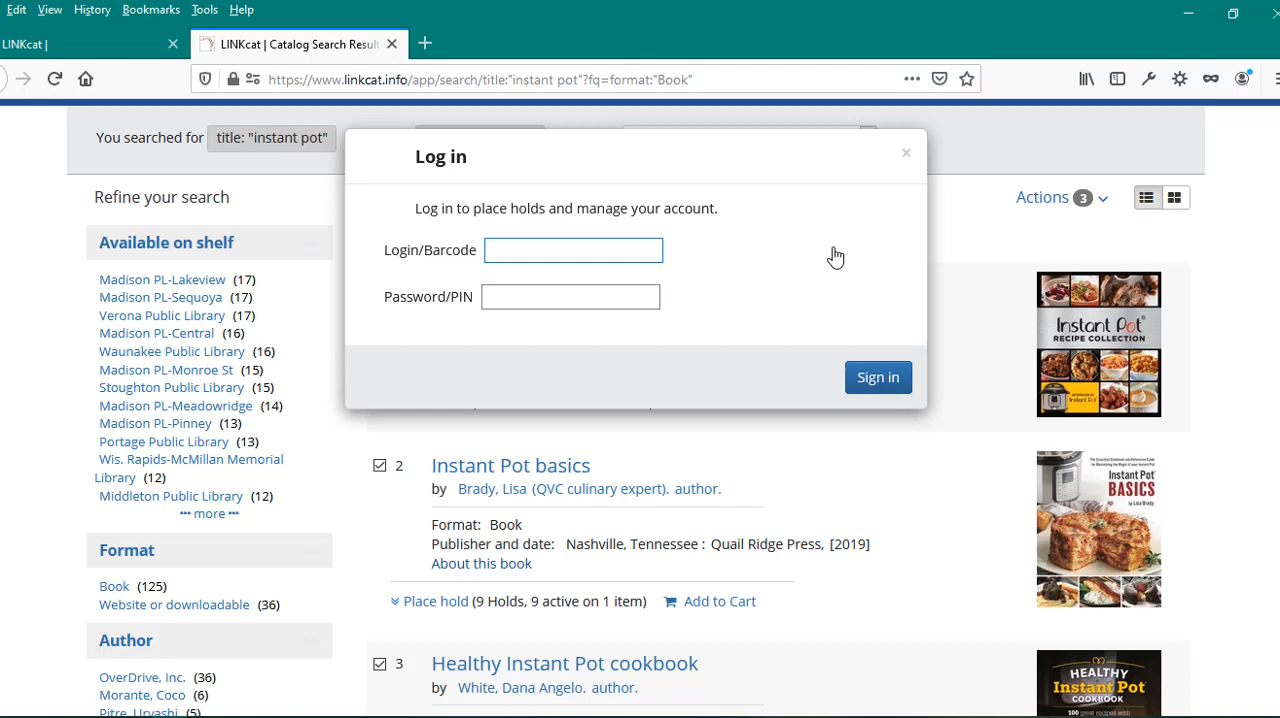 Edit View History Bookmarks Tools Help
LINKcat |
LINKcat | Catalog Search Result
https://www.linkcat.info/app/search/title:"instant pot"?fq=format:"Book"
You searched for title: "instant pot"
Log in
×
Log in to place holds and manage your account.
Login/Barcode
Password/PIN
Sign in
Refine your search
Actions 3
Available on shelf
Madison PL-Lakeview (17)
Madison PL-Sequoya (17)
Verona Public Library (17)
Madison PL-Central (16)
Waunakee Public Library (16)
Madison PL-Monroe St (15)
Stoughton Public Library (15)
Madison PL-Meadowridge (14)
Madison PL-Pinney (13)
Portage Public Library (13)
Wis. Rapids-McMillan Memorial
Library (12)
Middleton Public Library (12)
••• more •••
Format
Book (125)
Website or downloadable (36)
Author
OverDrive, Inc. (36)
Morante, Coco (6)
Pitre, Urvashi (5)
Instant Pot
RECIPE COLLECTION
2 Instant Pot basics
by Brady, Lisa (QVC culinary expert). author.
Format: Book
Publisher and date: Nashville, Tennessee : Quail Ridge Press, [2019]
About this book
Place hold (9 Holds, 9 active on 1 item) Add to Cart
Instant Pot
BASICS
by Lisa Brady
3 Healthy Instant Pot cookbook
by White, Dana Angelo. author.
HEALTHY
Instant Pot
COOKBOOK